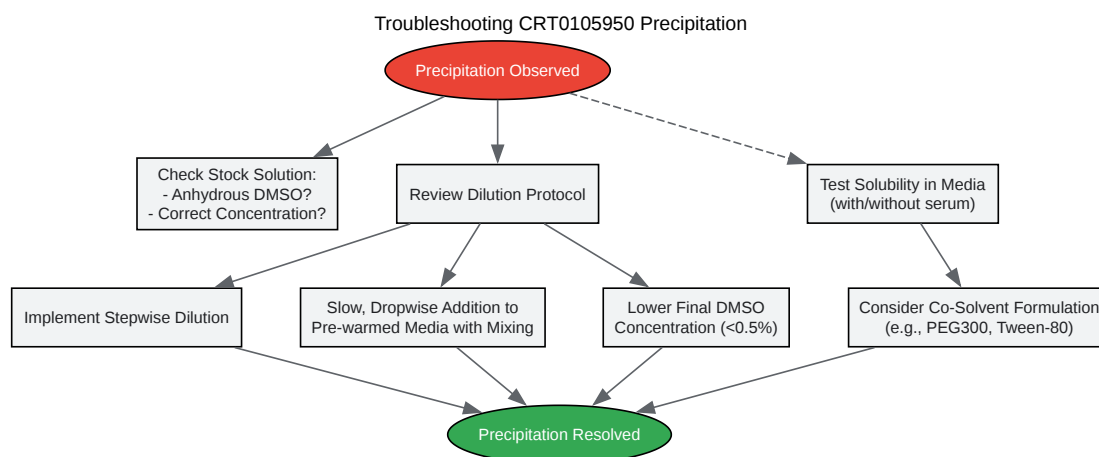 Troubleshooting CRT0105950 Precipitation
Precipitation Observed
Check Stock Solution:
- Anhydrous DMSO?
- Correct Concentration?
Review Dilution Protocol
Test Solubility in Media
(with/without serum)
Implement Stepwise Dilution
Slow, Dropwise Addition to
Pre-warmed Media with Mixing
Lower Final DMSO
Concentration (<0.5%)
Consider Co-Solvent Formulation
(e.g., PEG300, Tween-80)
Precipitation Resolved